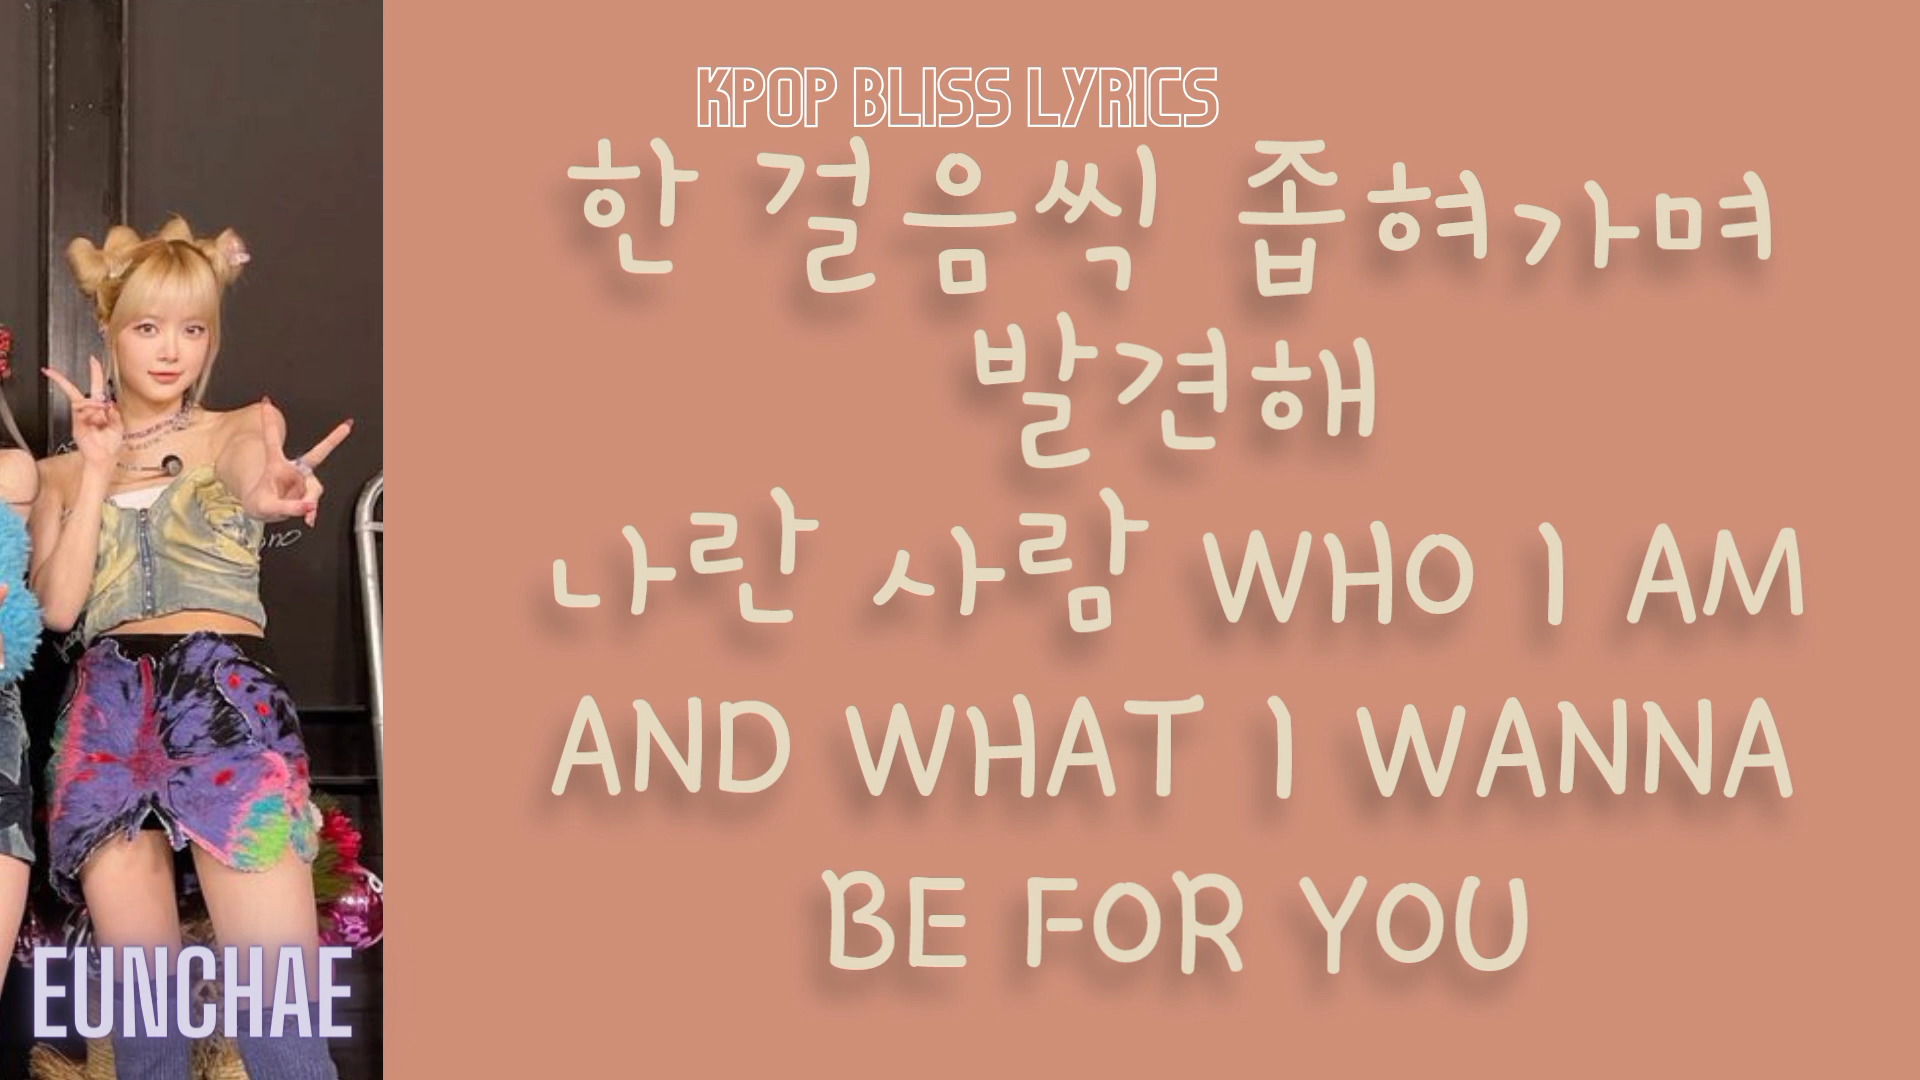 KPOP BLISS LYRICS
한 걸음씩 좁혀가며
발견해
나란 사람 WHO I AM
AND WHAT I WANNA
BE FOR YOU
EUNCHAE